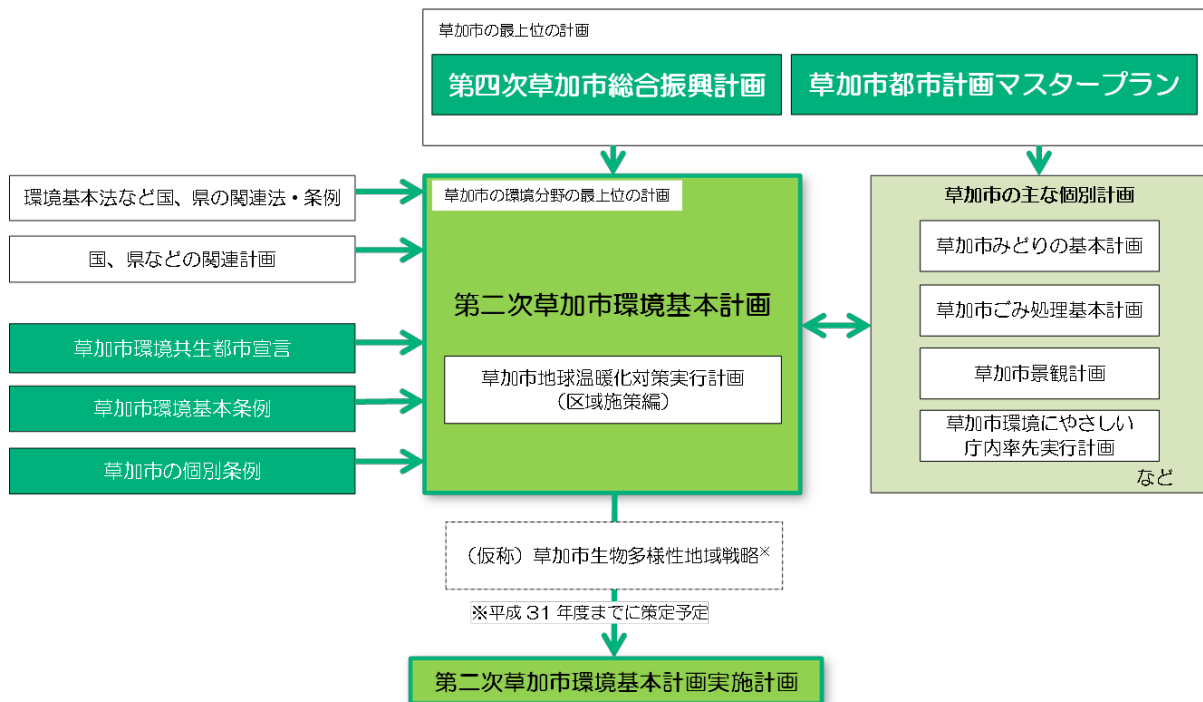 草加市の最上位の計画
第四次草加市総合振興計画
草加市都市計画マスタープラン
環境基本法など国、県の関連法・条例
国、県などの関連計画
草加市環境共生都市宣言
草加市環境基本条例
草加市の個別条例
草加市の環境分野の最上位の計画
第二次草加市環境基本計画
草加市地球温暖化対策実行計画
（区域施策編）
草加市の主な個別計画
草加市みどりの基本計画
草加市ごみ処理基本計画
草加市景観計画
草加市環境にやさしい
庁内率先実行計画
など
（仮称）草加市生物多様性地域戦略※
※平成 31 年度までに策定予定
第二次草加市環境基本計画実施計画